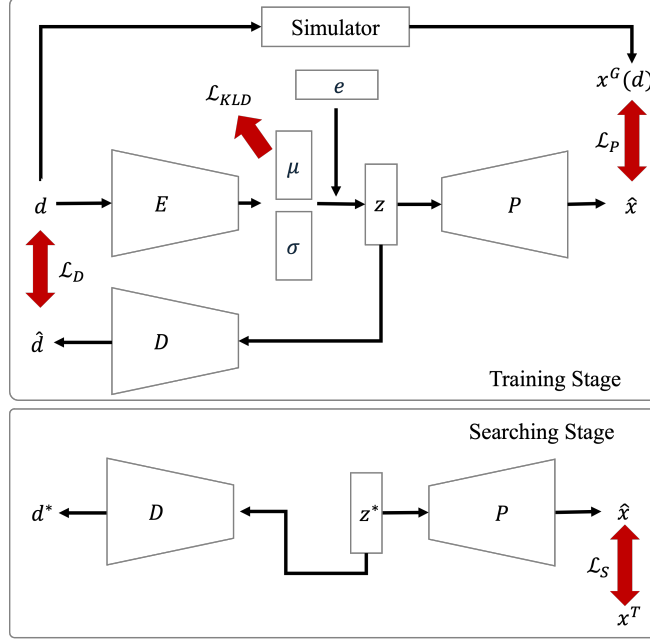 Simulator
x^G(d)
e
ℒ_KLD
μ
ℒ_P
d
E
z
P
x̂
σ
ℒ_D
d̂
D
Training Stage
Searching Stage
d*
D
z*
P
x̂
ℒ_S
x^T